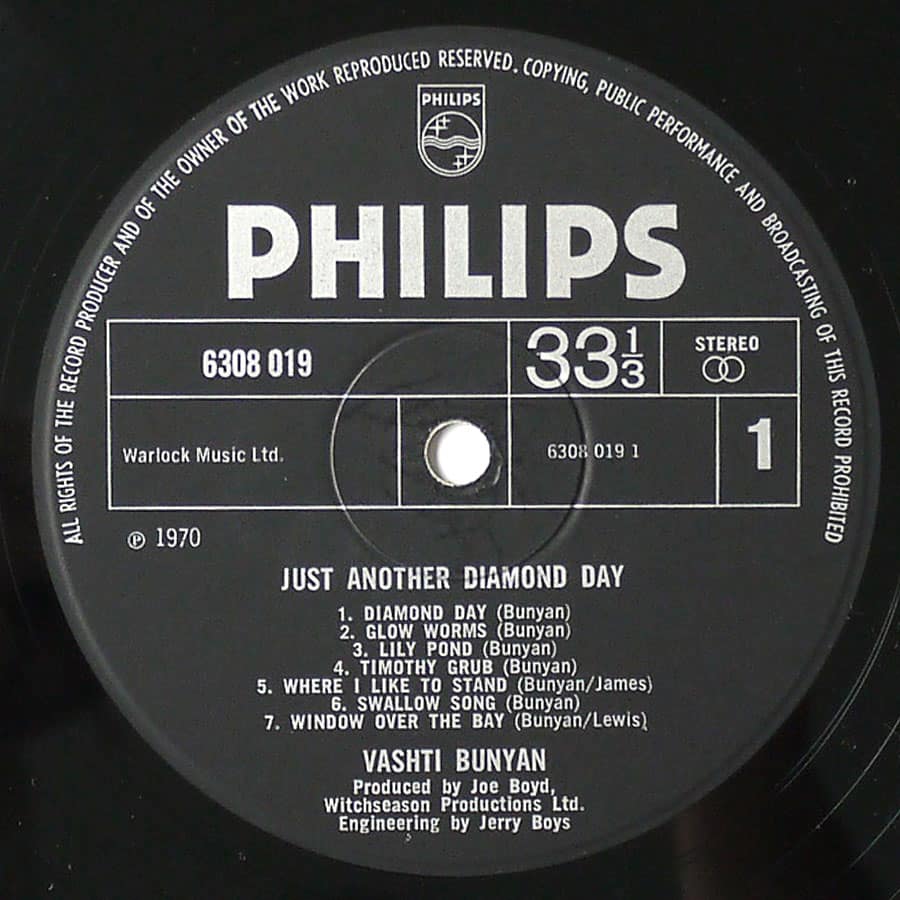 ALL RIGHTS OF THE RECORD PRODUCER AND OF THE OWNER OF THE WORK REPRODUCED RESERVED. COPYING, PUBLIC PERFORMANCE AND BROADCASTING OF THIS RECORD PROHIBITED
PHILIPS
PHILIPS
6308 019
33 1/3
STEREO
Warlock Music Ltd.
6308 019 1
1
℗ 1970
JUST ANOTHER DIAMOND DAY
1. DIAMOND DAY (Bunyan)
2. GLOW WORMS (Bunyan)
3. LILY POND (Bunyan)
4. TIMOTHY GRUB (Bunyan)
5. WHERE I LIKE TO STAND (Bunyan/James)
6. SWALLOW SONG (Bunyan)
7. WINDOW OVER THE BAY (Bunyan/Lewis)
VASHTI BUNYAN
Produced by Joe Boyd,
Witchseason Productions Ltd.
Engineering by Jerry Boys